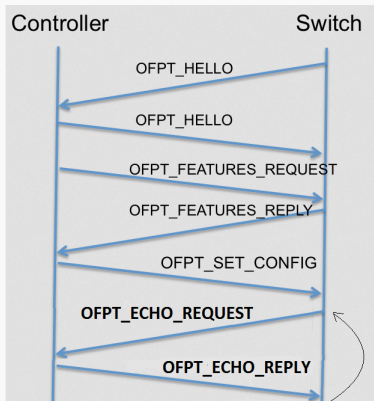 Controller Switch
OFPT_HELLO
OFPT_HELLO
OFPT_FEATURES_REQUEST
OFPT_FEATURES_REPLY
OFPT_SET_CONFIG
OFPT_ECHO_REQUEST
OFPT_ECHO_REPLY